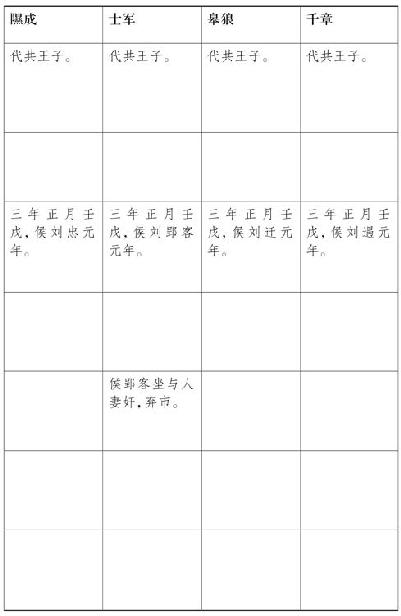 隰成
士军
皋狼
千章
代共王子。
代共王子。
代共王子。
代共王子。
三年正月壬
戌,侯刘忠元
年。
三年正月壬
戌,侯刘郢客
元年。
三年正月壬
戌,侯刘迁元
年。
三年正月壬
戌,侯刘遇元
年。
侯郢客坐与人
妻奸,弃市。